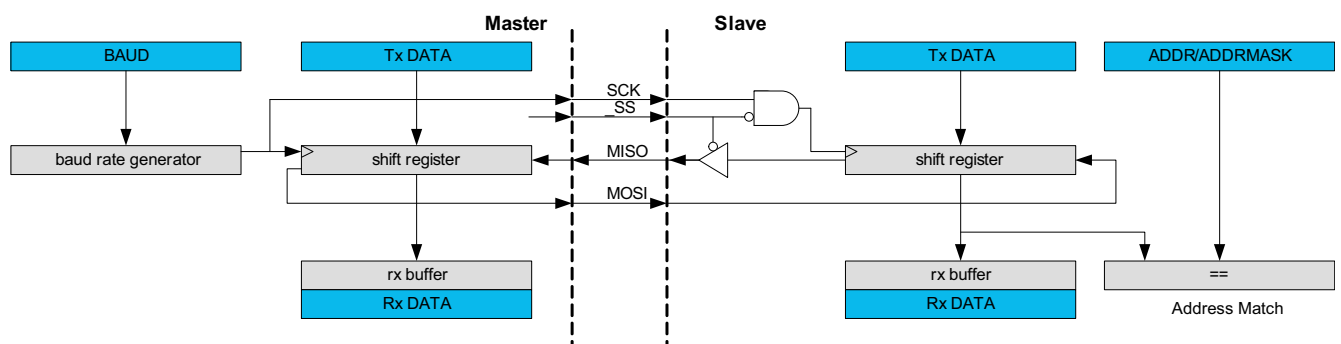 Master Slave
BAUD Tx DATA Tx DATA ADDR/ADDRMASK
SCK
_SS
baud rate generator shift register MISO shift register
MOSI
rx buffer rx buffer ==
Rx DATA Rx DATA Address Match